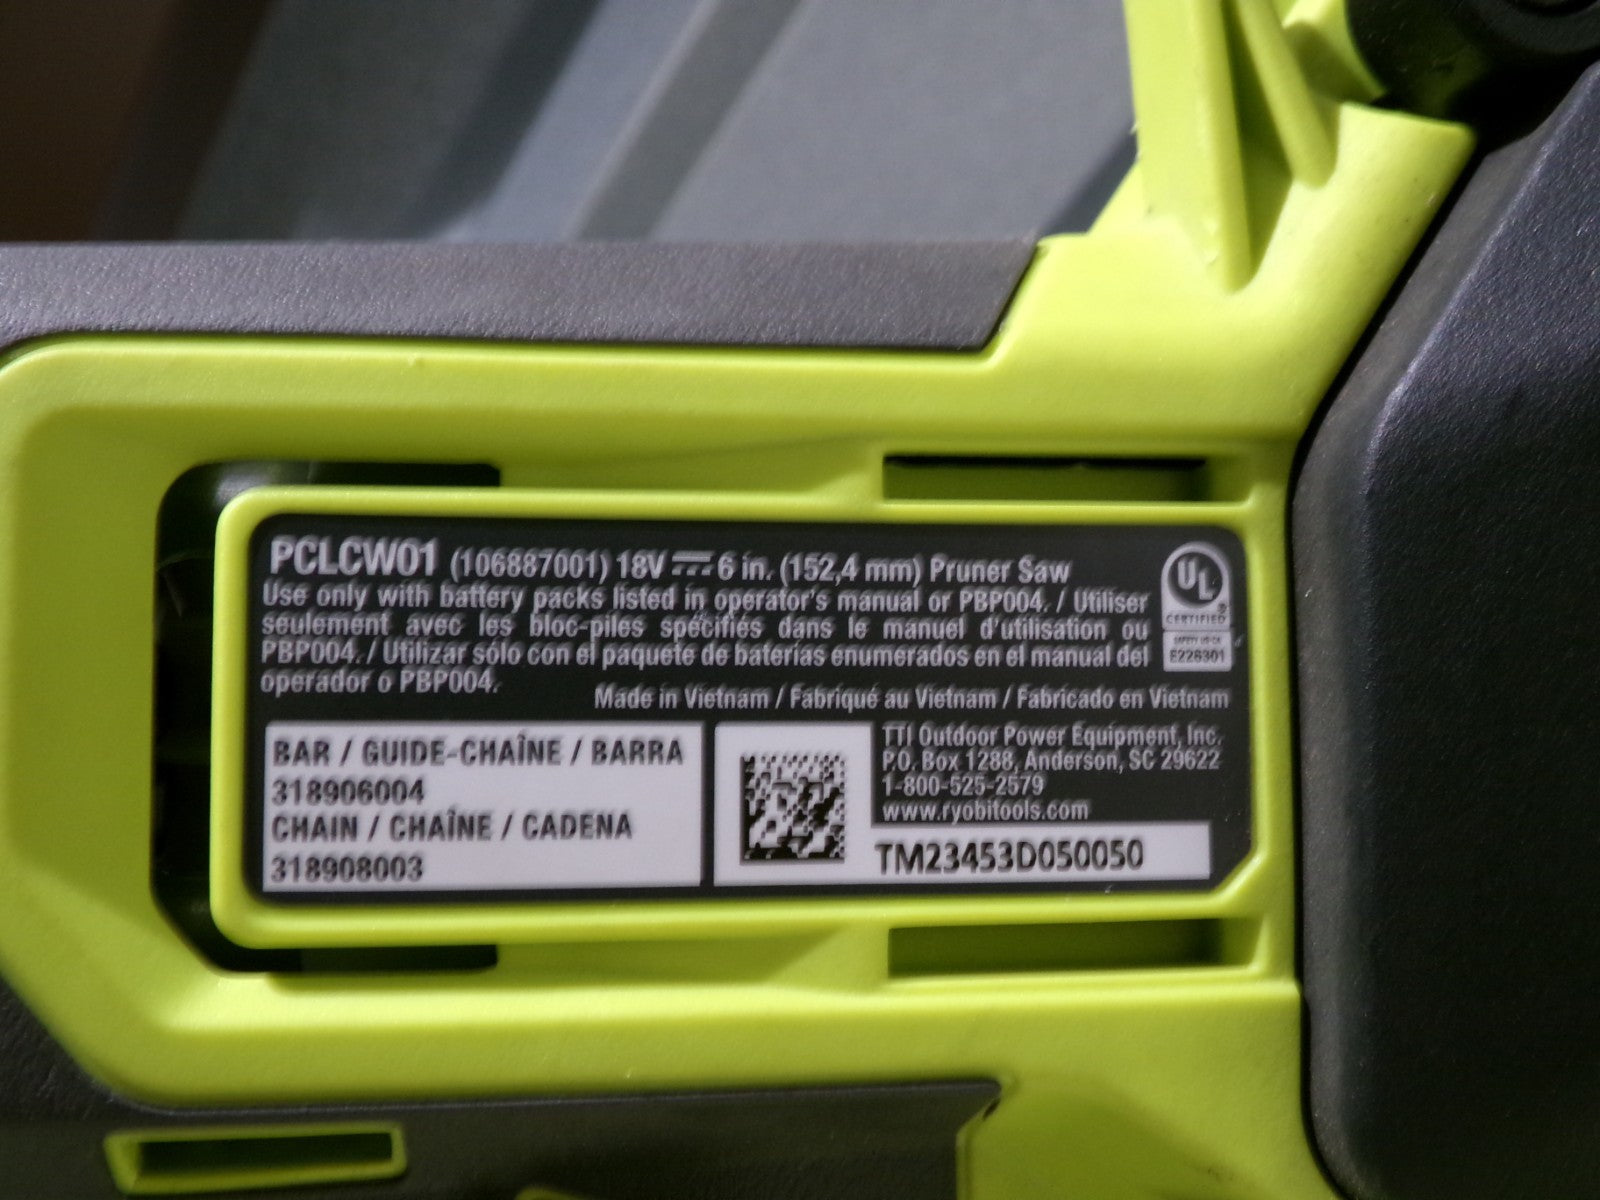 PCLCW01 (106887001) 18V ⎓ 6 in. (152,4 mm) Pruner Saw
Use only with battery packs listed in operator's manual or PBP004. / Utiliser
seulement avec les bloc-piles spécifiés dans le manuel d'utilisation ou
PBP004. / Utilizar sólo con el paquete de baterías enumerados en el manual del
operador o PBP004.
UL
CERTIFIED
SAFETY US-CA
E228301
Made in Vietnam / Fabriqué au Vietnam / Fabricado en Vietnam
BAR / GUIDE-CHAÎNE / BARRA
318906004
CHAIN / CHAÎNE / CADENA
318908003
TTI Outdoor Power Equipment, Inc.
P.O. Box 1288, Anderson, SC 29622
1-800-525-2579
www.ryobitools.com
TM23453D050050